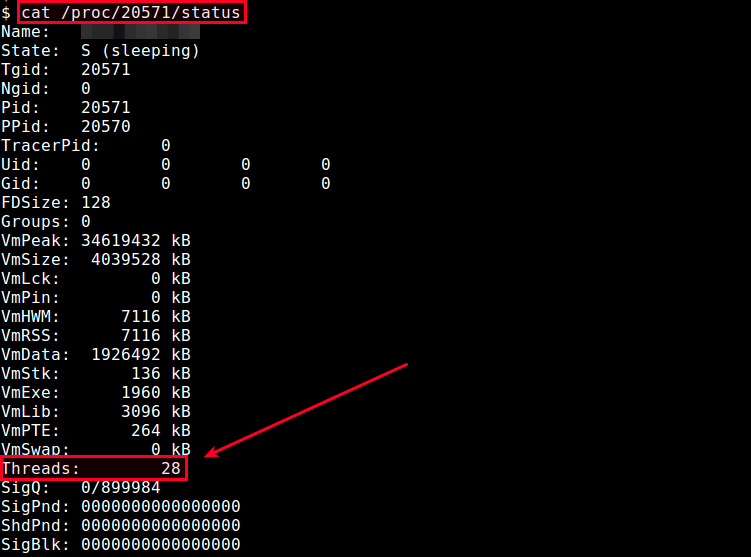 $ cat /proc/20571/status
Name:
State:  S (sleeping)
Tgid:   20571
Ngid:   0
Pid:    20571
PPid:   20570
TracerPid:      0
Uid:    0       0       0       0
Gid:    0       0       0       0
FDSize: 128
Groups: 0
VmPeak: 34619432 kB
VmSize:  4039528 kB
VmLck:         0 kB
VmPin:         0 kB
VmHWM:      7116 kB
VmRSS:      7116 kB
VmData:  1926492 kB
VmStk:       136 kB
VmExe:      1960 kB
VmLib:      3096 kB
VmPTE:       264 kB
VmSwap:        0 kB
Threads:        28
SigQ:   0/899984
SigPnd: 0000000000000000
ShdPnd: 0000000000000000
SigBlk: 0000000000000000